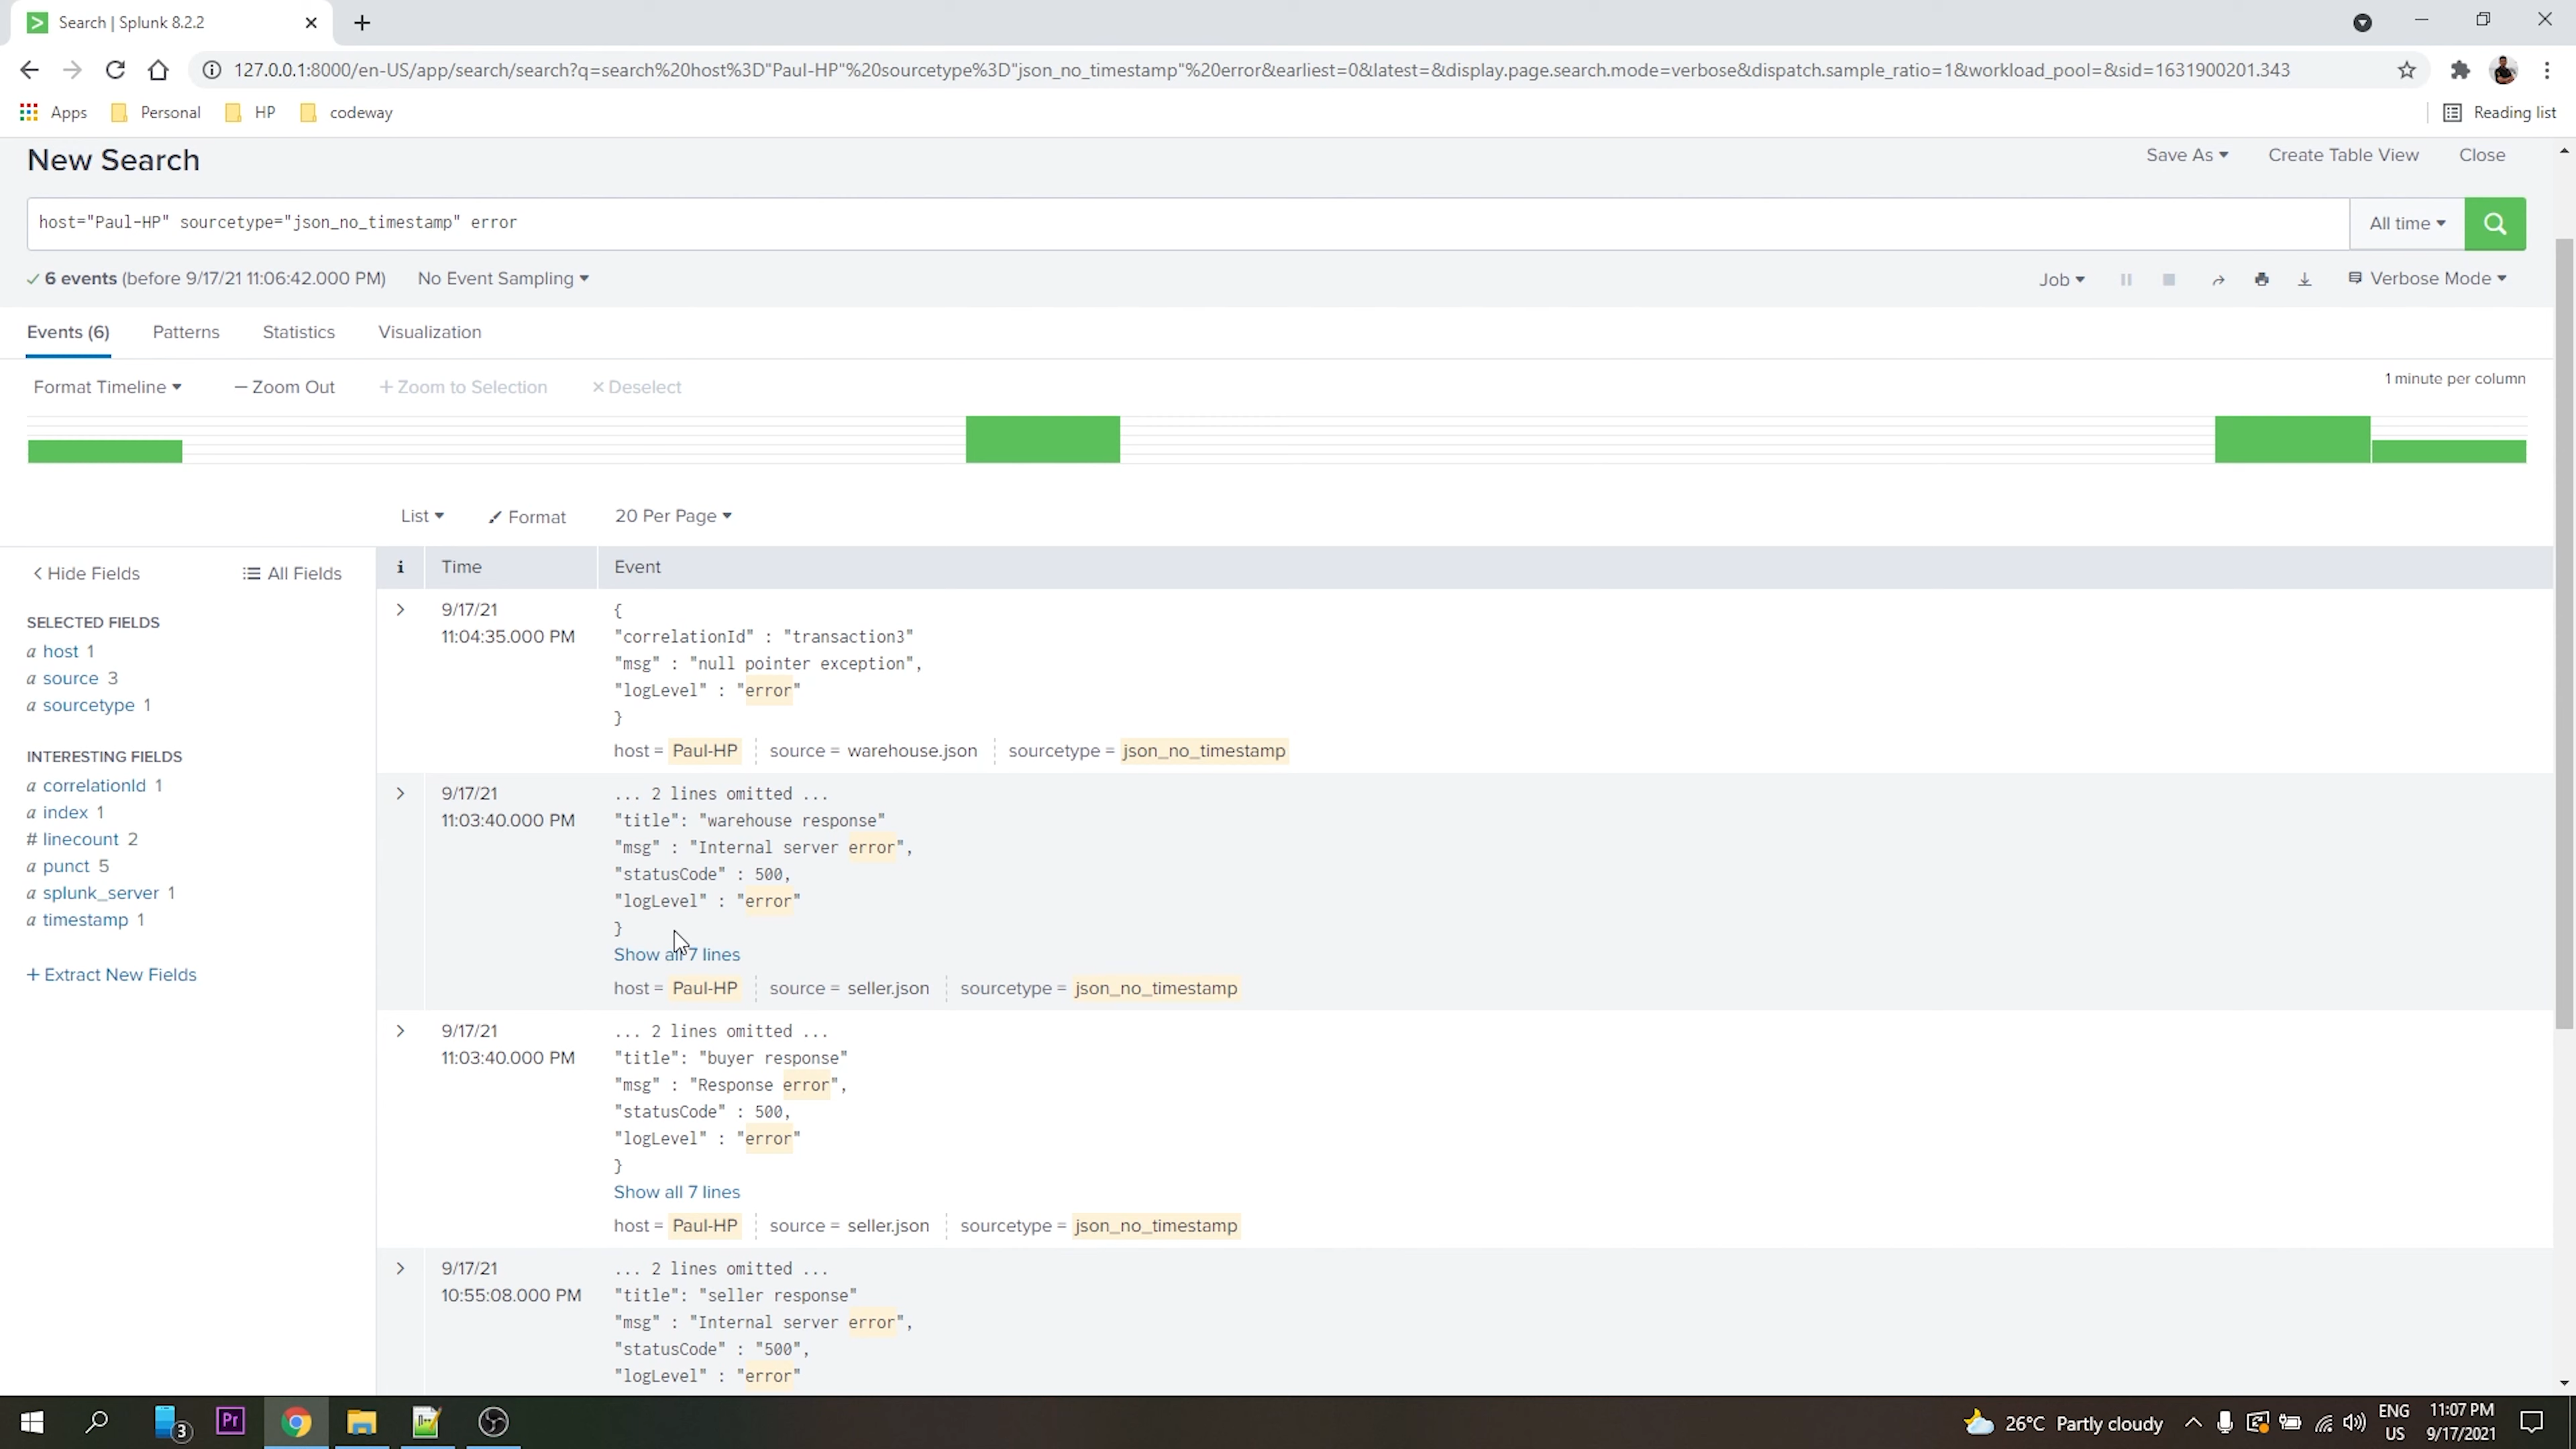 Search | Splunk 8.2.2
127.0.0.1:8000/en-US/app/search/search?q=search%20host%3D"Paul-HP"%20sourcetype%3D"json_no_timestamp"%20error&earliest=0&latest=&display.page.search.mode=verbose&dispatch.sample_ratio=1&workload_pool=&sid=1631900201.343
Apps Personal HP codeway Reading list
New Search Save As Create Table View Close
host="Paul-HP" sourcetype="json_no_timestamp" error All time
6 events (before 9/17/21 11:06:42.000 PM) No Event Sampling Job Verbose Mode
Events (6) Patterns Statistics Visualization
Format Timeline — Zoom Out + Zoom to Selection × Deselect 1 minute per column
List Format 20 Per Page
< Hide Fields All Fields
SELECTED FIELDS
a host 1
a source 3
a sourcetype 1
INTERESTING FIELDS
a correlationId 1
a index 1
# linecount 2
a punct 5
a splunk_server 1
a timestamp 1
+ Extract New Fields
i Time Event
> 9/17/21 {
11:04:35.000 PM "correlationId" : "transaction3"
"msg" : "null pointer exception",
"logLevel" : "error"
}
host = Paul-HP source = warehouse.json sourcetype = json_no_timestamp
> 9/17/21 ... 2 lines omitted ...
11:03:40.000 PM "title": "warehouse response"
"msg" : "Internal server error",
"statusCode" : 500,
"logLevel" : "error"
}
Show all 7 lines
host = Paul-HP source = seller.json sourcetype = json_no_timestamp
> 9/17/21 ... 2 lines omitted ...
11:03:40.000 PM "title": "buyer response"
"msg" : "Response error",
"statusCode" : 500,
"logLevel" : "error"
}
Show all 7 lines
host = Paul-HP source = seller.json sourcetype = json_no_timestamp
> 9/17/21 ... 2 lines omitted ...
10:55:08.000 PM "title": "seller response"
"msg" : "Internal server error",
"statusCode" : "500",
"logLevel" : "error"
3 Pr 26°C Partly cloudy ENG 11:07 PM
US 9/17/2021